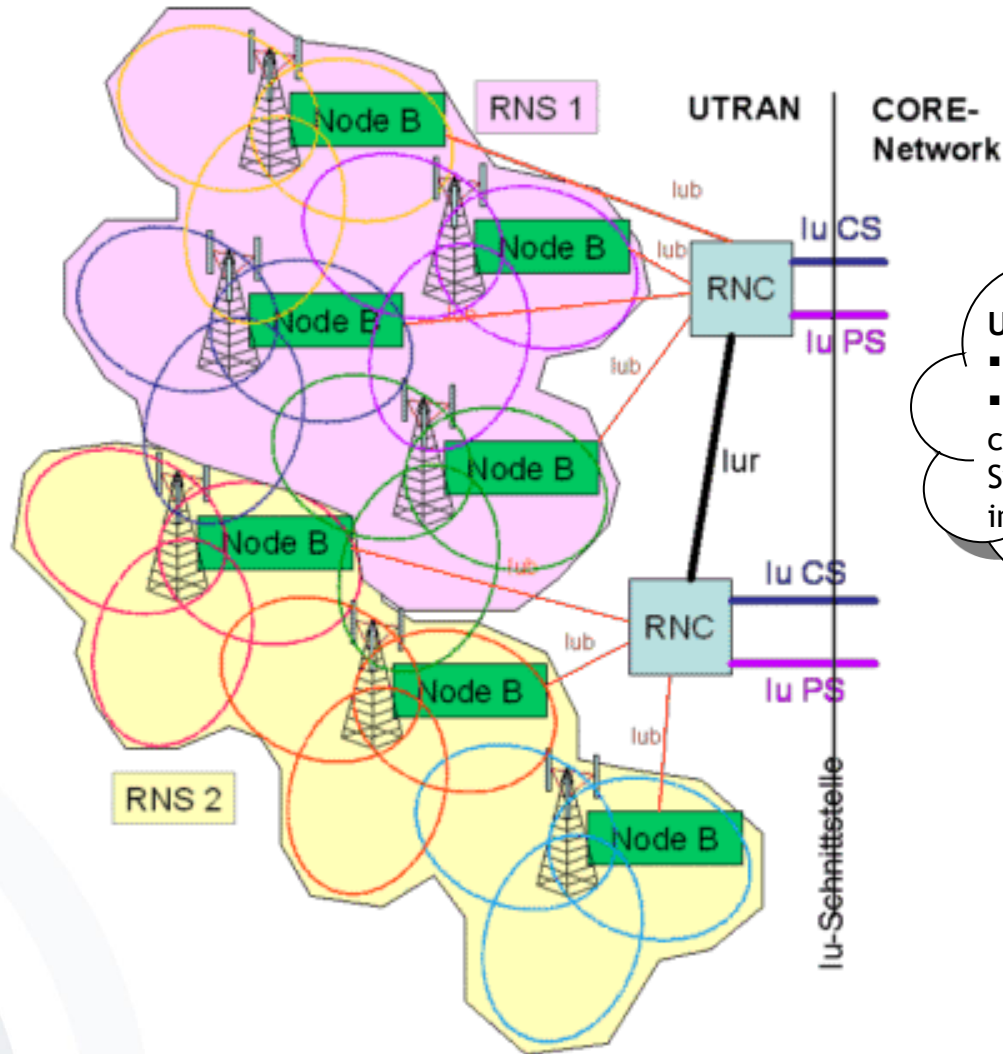 Node B
RNS 1
UTRAN
CORE-
Network
Iub
Node B
Iub
Iu CS
RNC
Node B
Iub
Iu PS
Iub
Node B
Iur
Node B
Iub
Iu CS
RNC
Iub
Iu PS
Node B
Iub
RNS 2
Node B
Iu-Schnittstelle